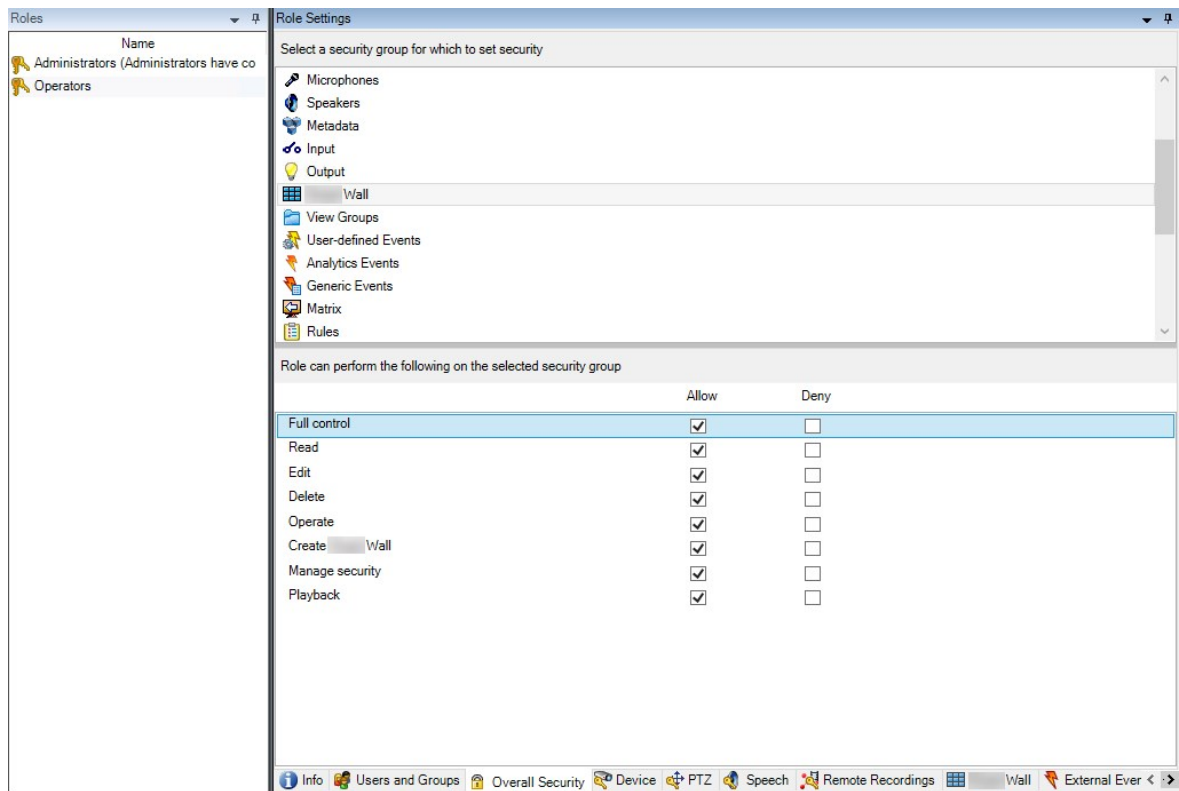 Roles
Name
Administrators (Administrators have co
Operators
Role Settings
Select a security group for which to set security
Microphones
Speakers
Metadata
Input
Output
Wall
View Groups
User-defined Events
Analytics Events
Generic Events
Matrix
Rules
Role can perform the following on the selected security group
Allow Deny
Full control
Read
Edit
Delete
Operate
Create Wall
Manage security
Playback
Info Users and Groups Overall Security Device PTZ Speech Remote Recordings Wall External Ever